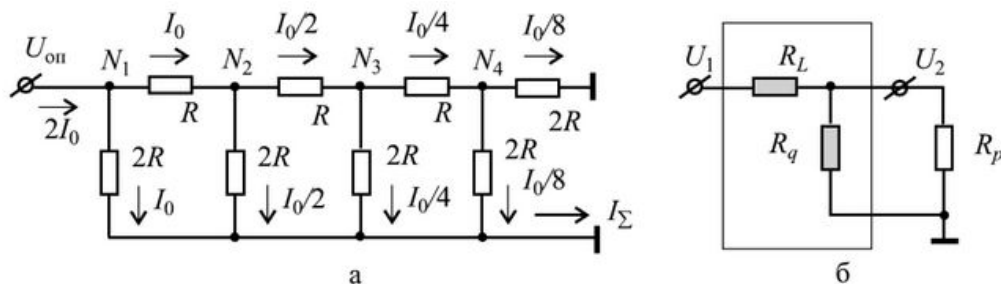 I₀ I₀/2 I₀/4 I₀/8
Uоп N₁ N₂ N₃ N₄
2I₀ R R R 2R
2R 2R 2R 2R
I₀ I₀/2 I₀/4 I₀/8
I_Σ
а
U₁ R_L U₂
R_q R_p
б